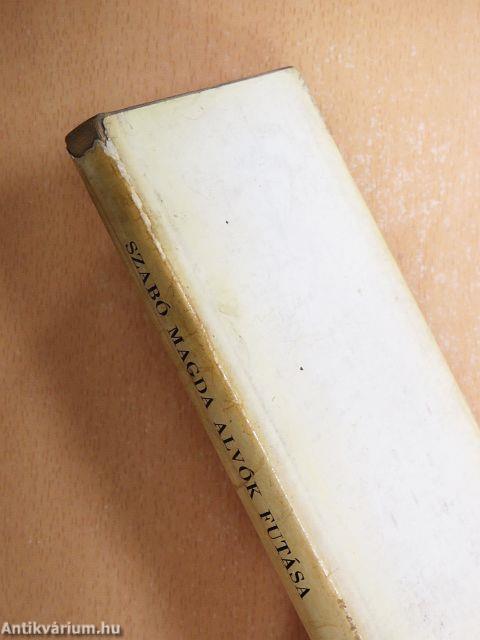 SZABÓ MAGDA ALVÓK FUTÁSA
Antikvárium.hu